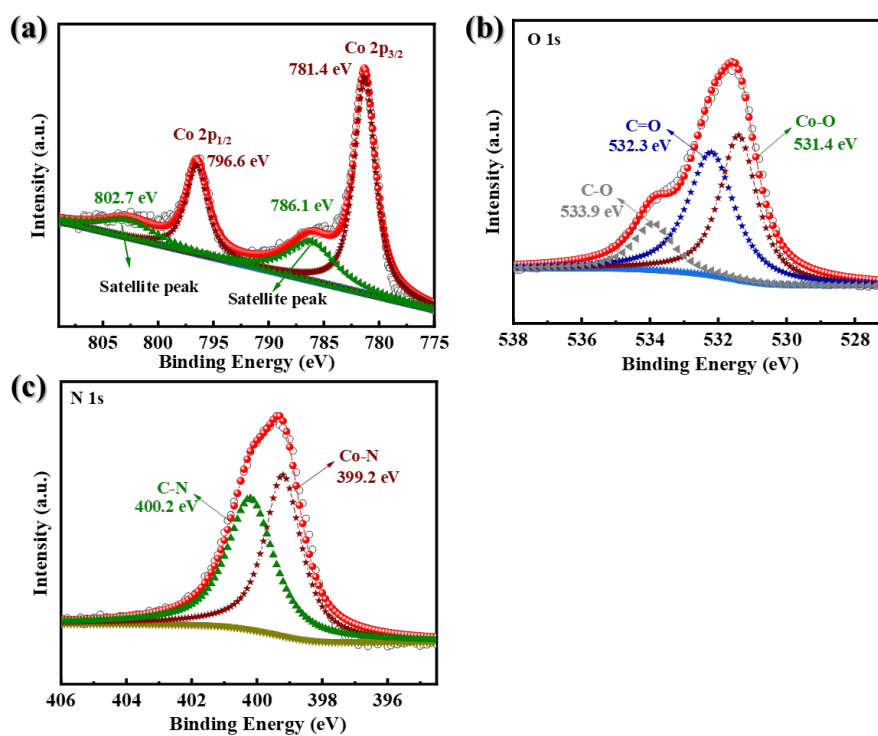 (a)
Co 2p3/2
781.4 eV
Co 2p1/2
796.6 eV
802.7 eV
786.1 eV
Satellite peak
Satellite peak
Intensity (a.u.)
805 800 795 790 785 780 775
Binding Energy (eV)
(b)
O 1s
C=O
532.3 eV
Co-O
531.4 eV
C-O
533.9 eV
Intensity (a.u.)
538 536 534 532 530 528
Binding Energy (eV)
(c)
N 1s
Co-N
399.2 eV
C-N
400.2 eV
Intensity (a.u.)
406 404 402 400 398 396
Binding Energy (eV)